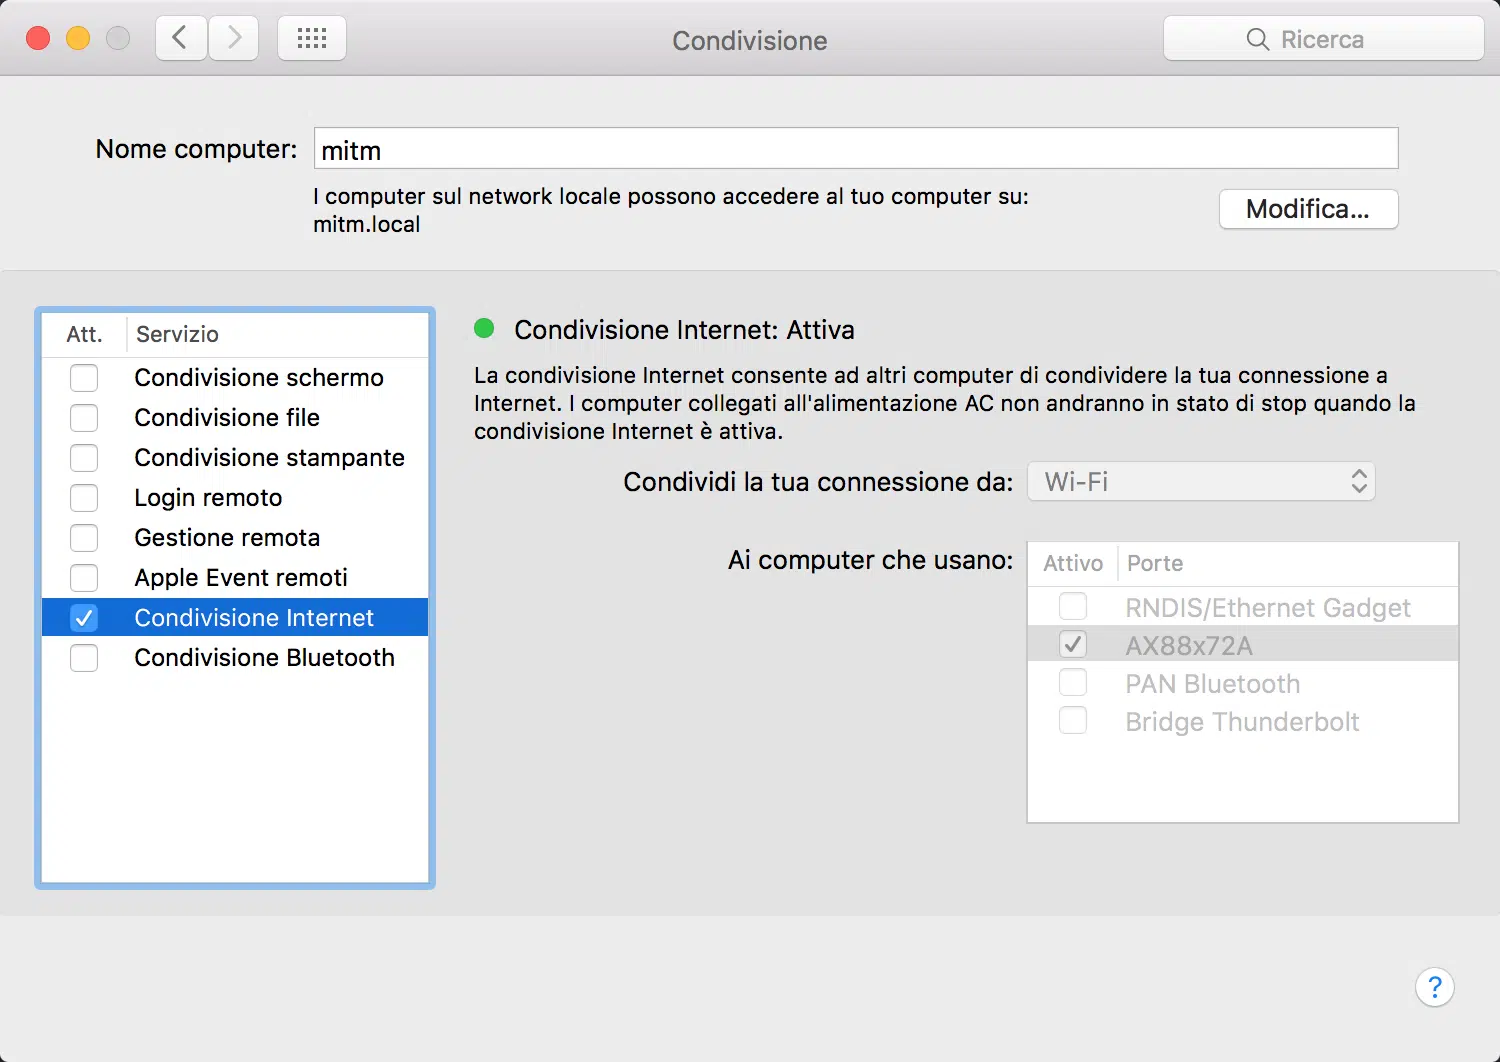 Condivisione
Ricerca
Nome computer: mitm
I computer sul network locale possono accedere al tuo computer su:
mitm.local
Modifica...
Att. Servizio
Condivisione schermo
Condivisione file
Condivisione stampante
Login remoto
Gestione remota
Apple Event remoti
Condivisione Internet
Condivisione Bluetooth
Condivisione Internet: Attiva
La condivisione Internet consente ad altri computer di condividere la tua connessione a
Internet. I computer collegati all'alimentazione AC non andranno in stato di stop quando la
condivisione Internet è attiva.
Condividi la tua connessione da: Wi-Fi
Ai computer che usano:
Attivo Porte
RNDIS/Ethernet Gadget
AX88x72A
PAN Bluetooth
Bridge Thunderbolt
?